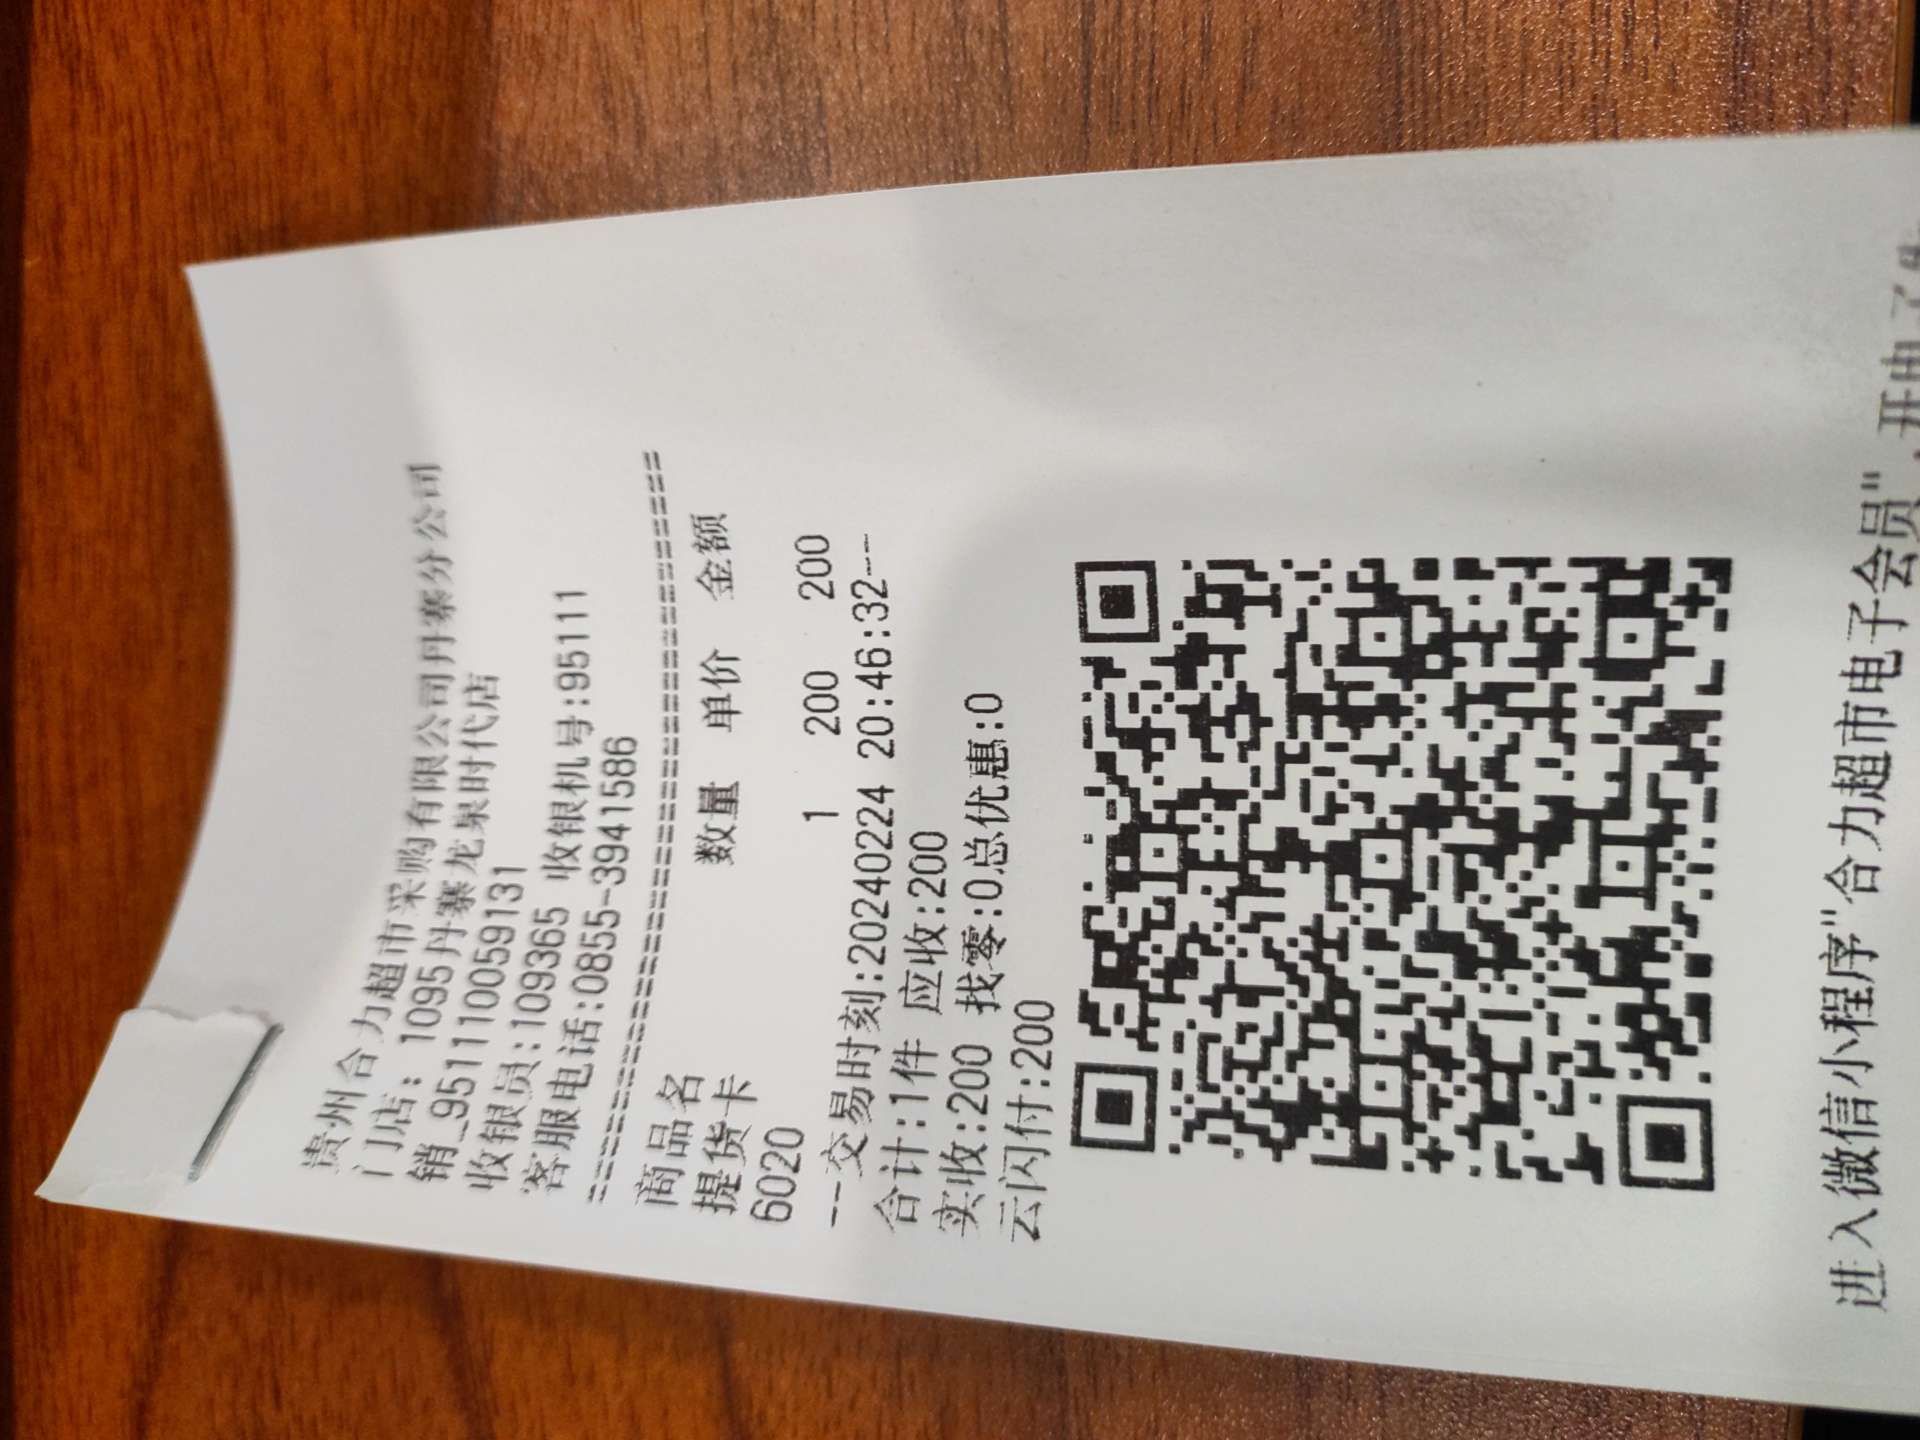 贵州合力超市采购有限公司丹寨分公司
门店: 1095丹寨龙泉时代店
销_9511110059131
收银员:109365 收银机号:95111
客服电话:0855-3941586
================================
商品名 数量 单价 金额
提货卡
6020 1 200 200
---交易时刻:20240224 20:46:32---
合计:1件 应收:200
实收:200 找零:0总优惠:0
云闪付:200
进入微信小程序"合力超市电子会员",开电子